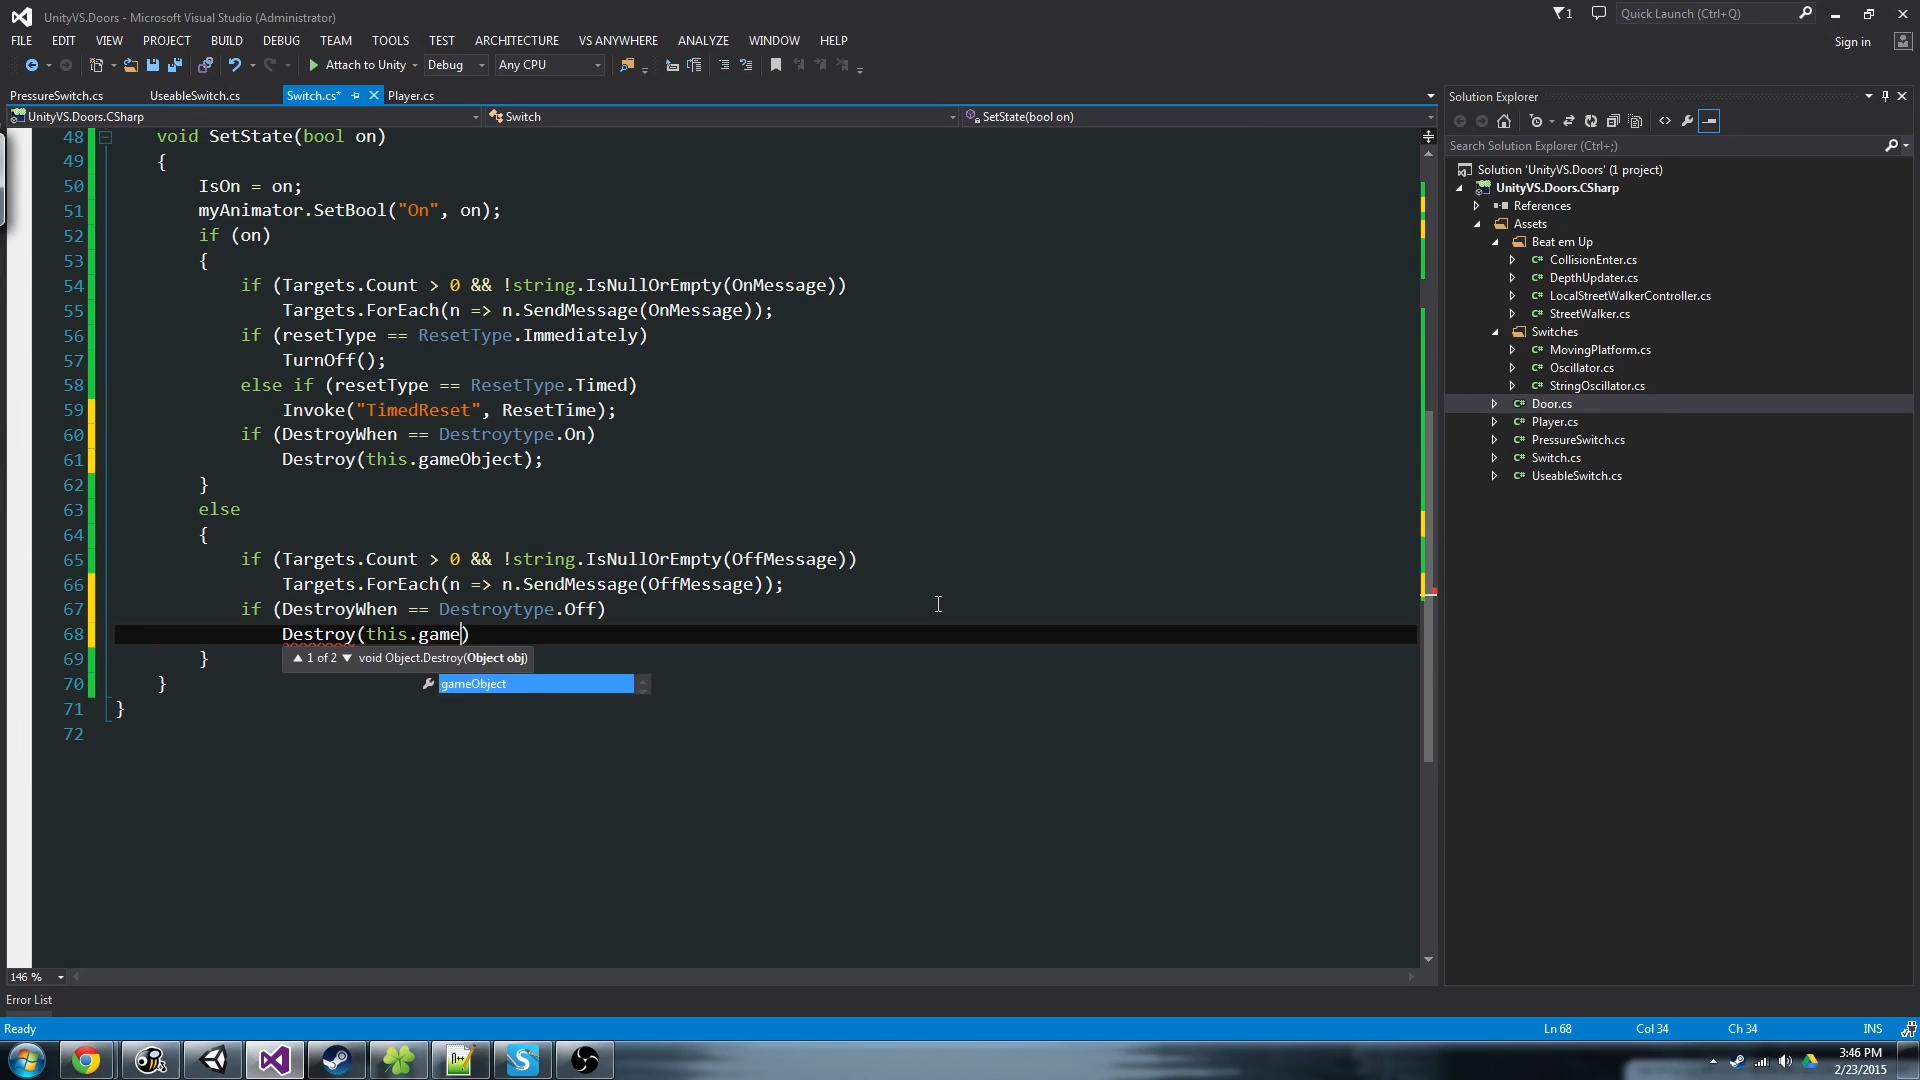 UnityVS.Doors - Microsoft Visual Studio (Administrator)
1
Quick Launch (Ctrl+Q)
FILE EDIT VIEW PROJECT BUILD DEBUG TEAM TOOLS TEST ARCHITECTURE VS ANYWHERE ANALYZE WINDOW HELP
Sign in
Attach to Unity Debug Any CPU
PressureSwitch.cs UseableSwitch.cs Switch.cs* Player.cs
UnityVS.Doors.CSharp Switch SetState(bool on)
48 void SetState(bool on)
49 {
50 IsOn = on;
51 myAnimator.SetBool("On", on);
52 if (on)
53 {
54 if (Targets.Count > 0 && !string.IsNullOrEmpty(OnMessage))
55 Targets.ForEach(n => n.SendMessage(OnMessage));
56 if (resetType == ResetType.Immediately)
57 TurnOff();
58 else if (resetType == ResetType.Timed)
59 Invoke("TimedReset", ResetTime);
60 if (DestroyWhen == Destroytype.On)
61 Destroy(this.gameObject);
62 }
63 else
64 {
65 if (Targets.Count > 0 && !string.IsNullOrEmpty(OffMessage))
66 Targets.ForEach(n => n.SendMessage(OffMessage));
67 if (DestroyWhen == Destroytype.Off)
68 Destroy(this.game)
69 }
1 of 2 void Object.Destroy(Object obj)
70 }
gameObject
71 }
72
146 %
Error List
Solution Explorer
Search Solution Explorer (Ctrl+;)
Solution 'UnityVS.Doors' (1 project)
UnityVS.Doors.CSharp
References
Assets
Beat em Up
C# CollisionEnter.cs
C# DepthUpdater.cs
C# LocalStreetWalkerController.cs
C# StreetWalker.cs
Switches
C# MovingPlatform.cs
C# Oscillator.cs
C# StringOscillator.cs
C# Door.cs
C# Player.cs
C# PressureSwitch.cs
C# Switch.cs
C# UseableSwitch.cs
Ready Ln 68 Col 34 Ch 34 INS
3:46 PM
2/23/2015